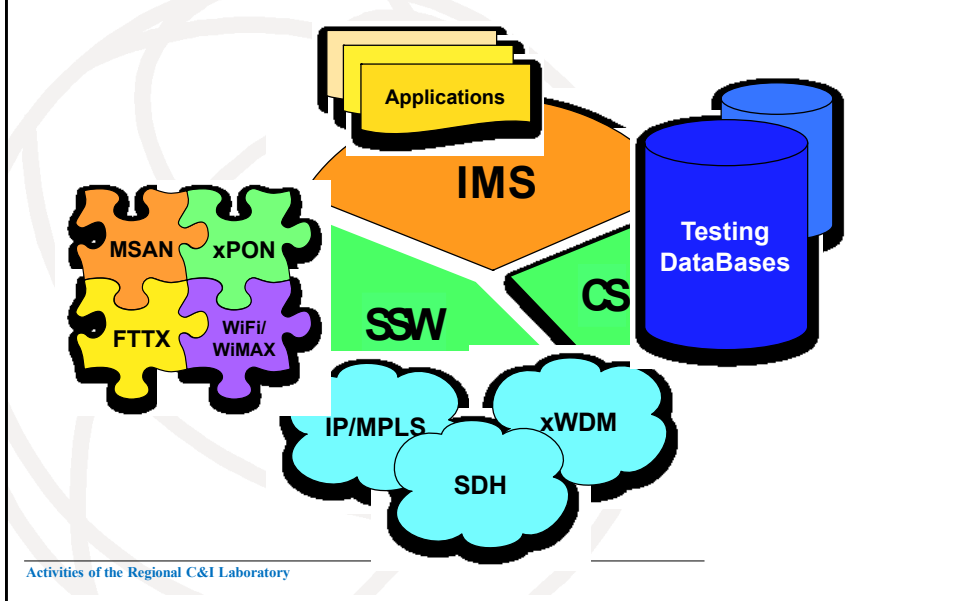 Applications
IMS
Testing
DataBases
MSAN
xPON
FTTX
WiFi/
WiMAX
SSW
CS
IP/MPLS
xWDM
SDH
Activities of the Regional C&I Laboratory